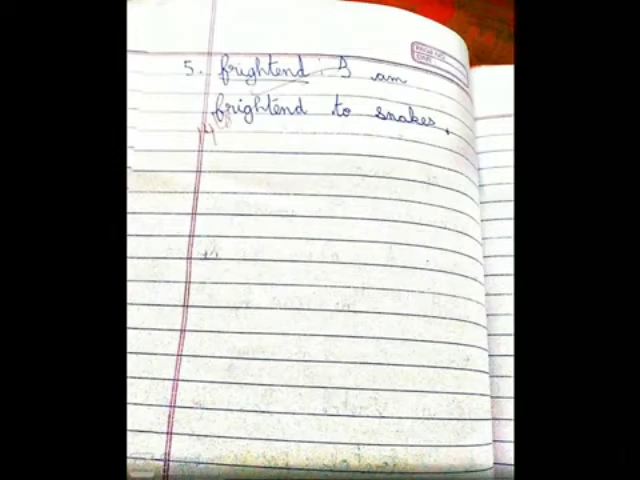 5. frightend : I am
frightend to snakes.